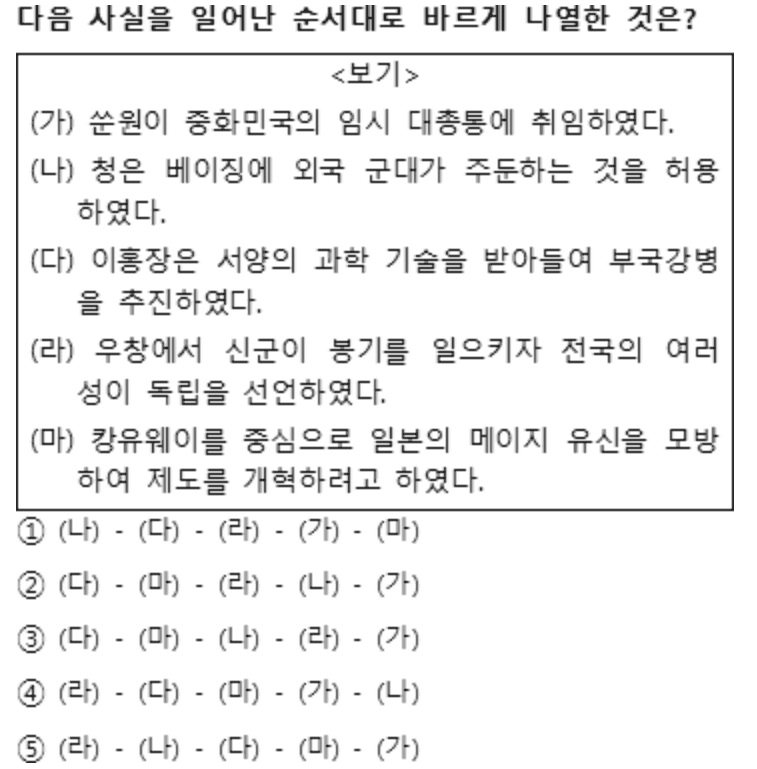 다음 사실을 일어난 순서대로 바르게 나열한 것은?
<보기>
(가) 쑨원이 중화민국의 임시 대총통에 취임하였다.
(나) 청은 베이징에 외국 군대가 주둔하는 것을 허용
하였다.
(다) 이홍장은 서양의 과학 기술을 받아들여 부국강병
을 추진하였다.
(라) 우창에서 신군이 봉기를 일으키자 전국의 여러
성이 독립을 선언하였다.
(마) 캉유웨이를 중심으로 일본의 메이지 유신을 모방
하여 제도를 개혁하려고 하였다.
① (나) - (다) - (라) - (가) - (마)
② (다) - (마) - (라) - (나) - (가)
③ (다) - (마) - (나) - (라) - (가)
④ (라) - (다) - (마) - (가) - (나)
⑤ (라) - (나) - (다) - (마) - (가)